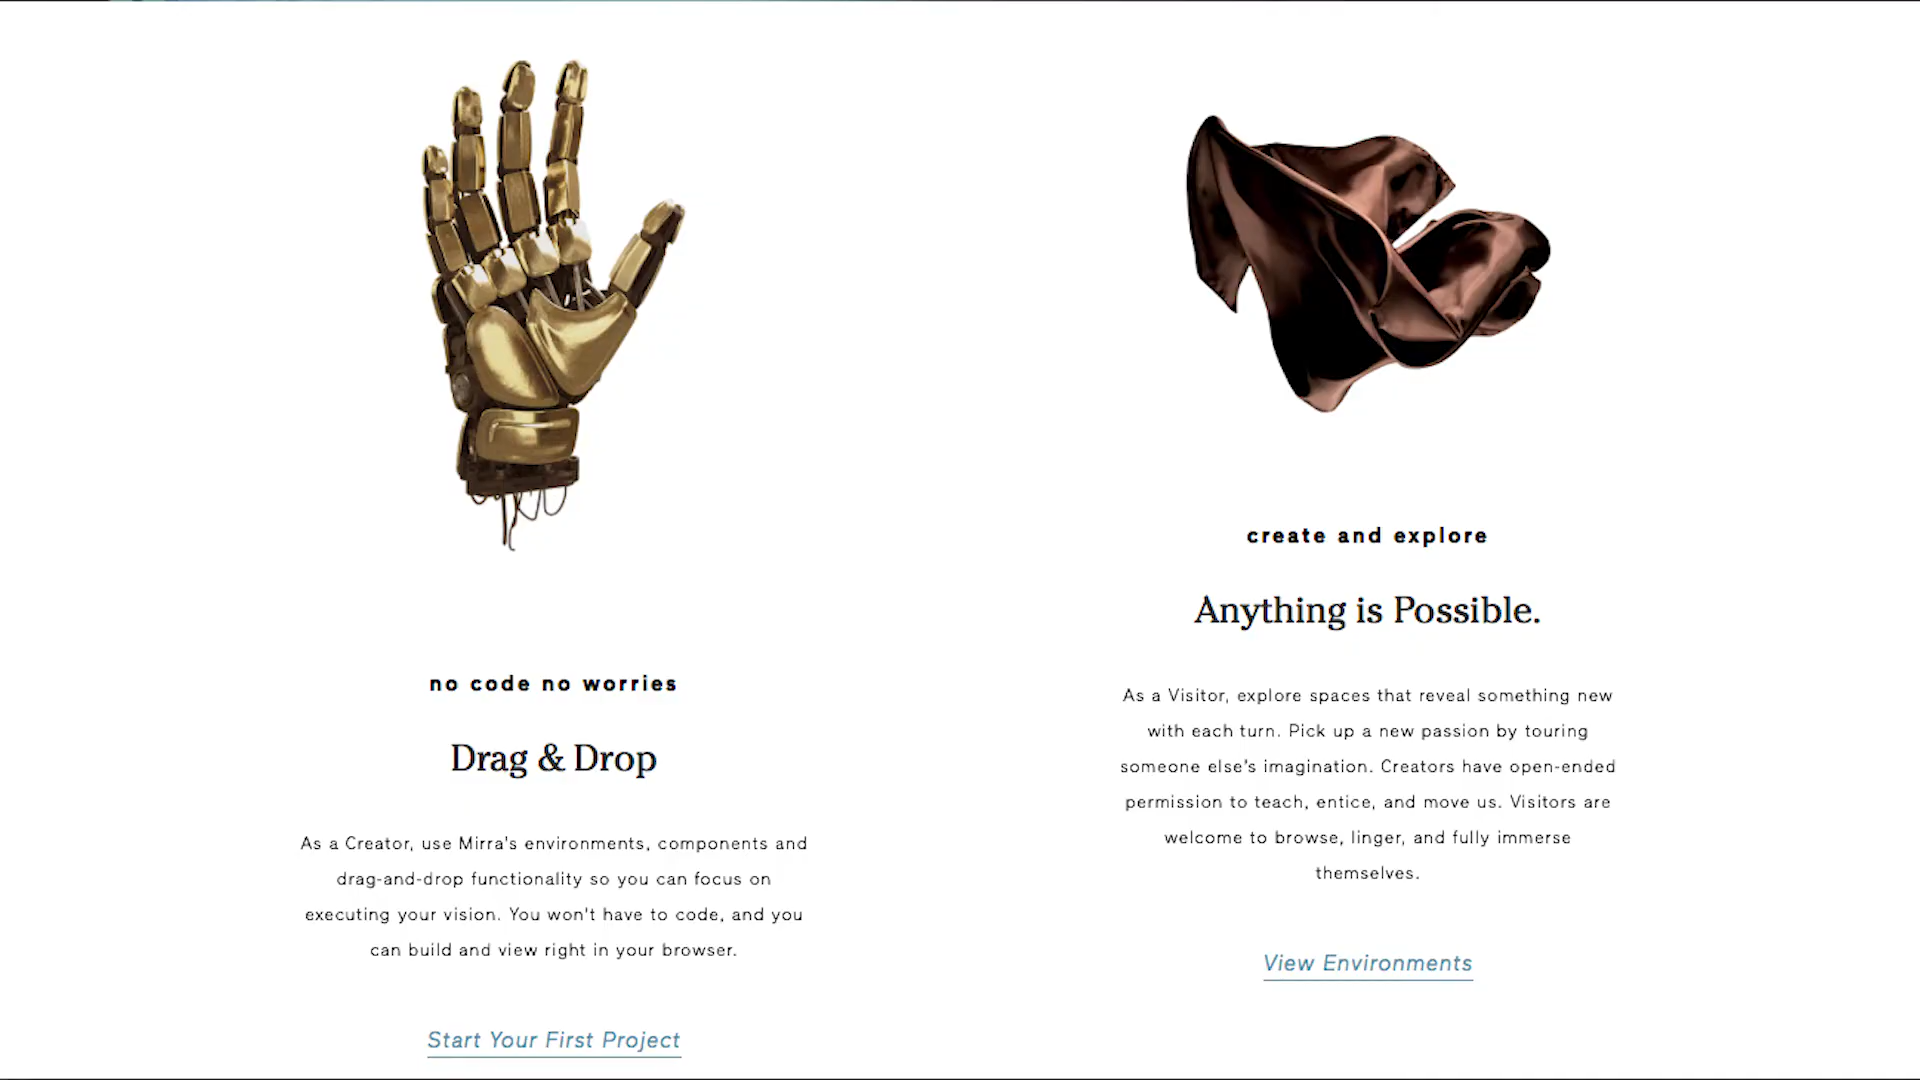 no code no worries
Drag & Drop
As a Creator, use Mirra's environments, components and
drag-and-drop functionality so you can focus on
executing your vision. You won't have to code, and you
can build and view right in your browser.
Start Your First Project
create and explore
Anything is Possible.
As a Visitor, explore spaces that reveal something new
with each turn. Pick up a new passion by touring
someone else's imagination. Creators have open-ended
permission to teach, entice, and move us. Visitors are
welcome to browse, linger, and fully immerse
themselves.
View Environments